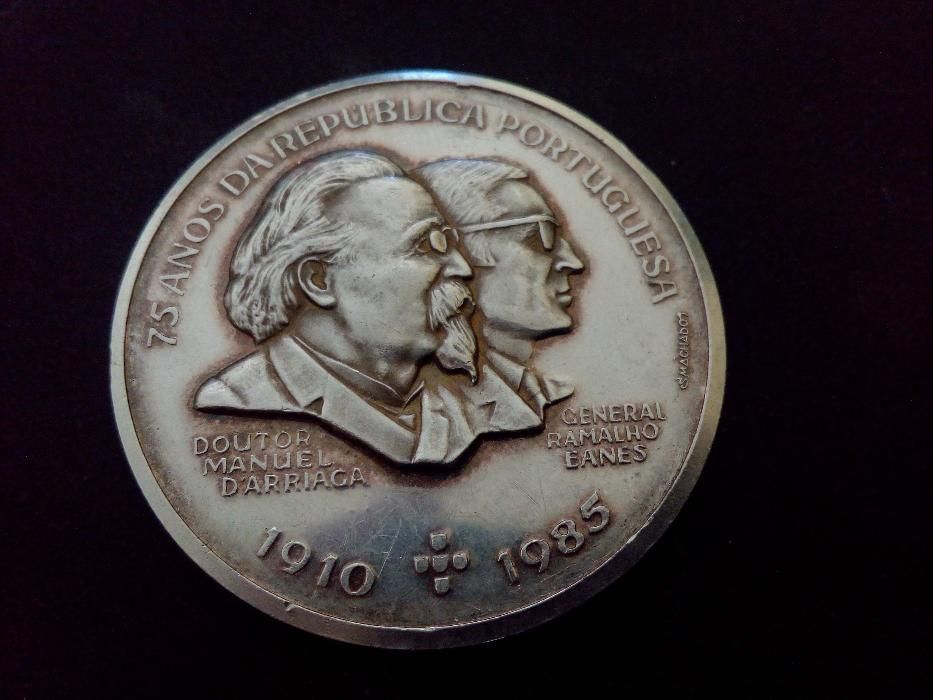 75 ANOS DA REPÚBLICA PORTUGUESA
DOUTOR
MANUEL
D'ARRIAGA
GENERAL
RAMALHO
EANES
1910
1985